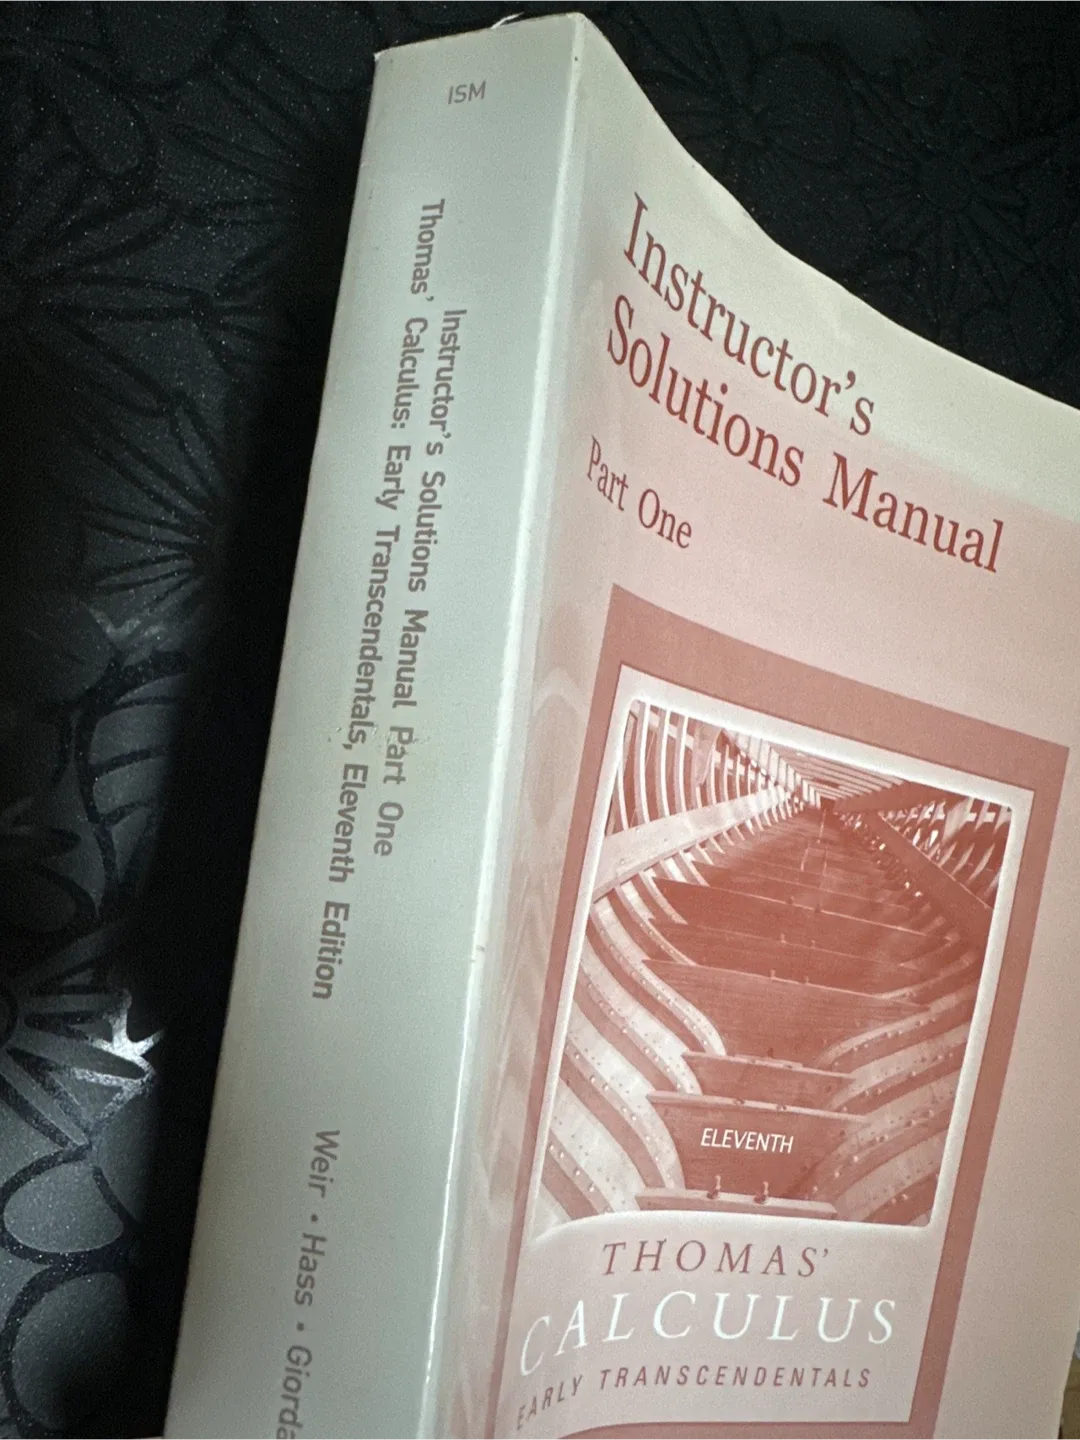 ISM
Instructor's Solutions Manual Part One
Thomas' Calculus: Early Transcendentals, Eleventh Edition
Weir • Hass •
Instructor's
Solutions Manual
Part One
ELEVENTH
THOMAS'
CALCULUS
EARLY TRANSCENDENTALS